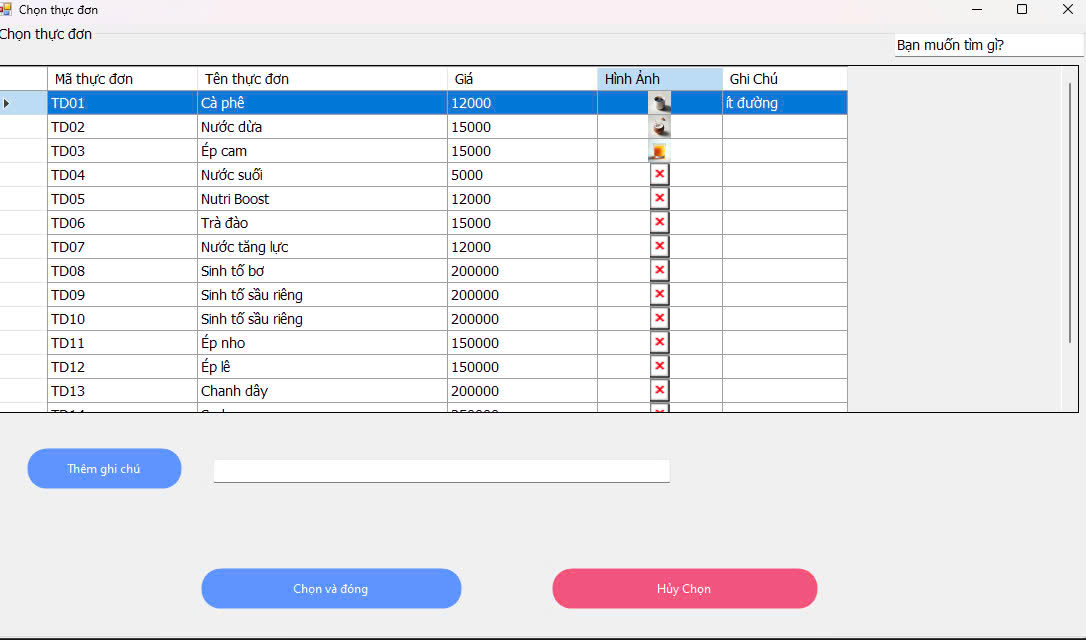 Chọn thực đơn
Chọn thực đơn
Bạn muốn tìm gì?
Mã thực đơn Tên thực đơn Giá Hình Ảnh Ghi Chú
TD01 Cà phê 12000 ít đường
TD02 Nước dừa 15000
TD03 Ép cam 15000
TD04 Nước suối 5000
TD05 Nutri Boost 12000
TD06 Trà đào 15000
TD07 Nước tăng lực 12000
TD08 Sinh tố bơ 200000
TD09 Sinh tố sầu riêng 200000
TD10 Sinh tố sầu riêng 200000
TD11 Ép nho 150000
TD12 Ép lê 150000
TD13 Chanh dây 200000
Thêm ghi chú
Chọn và đóng Hủy Chọn